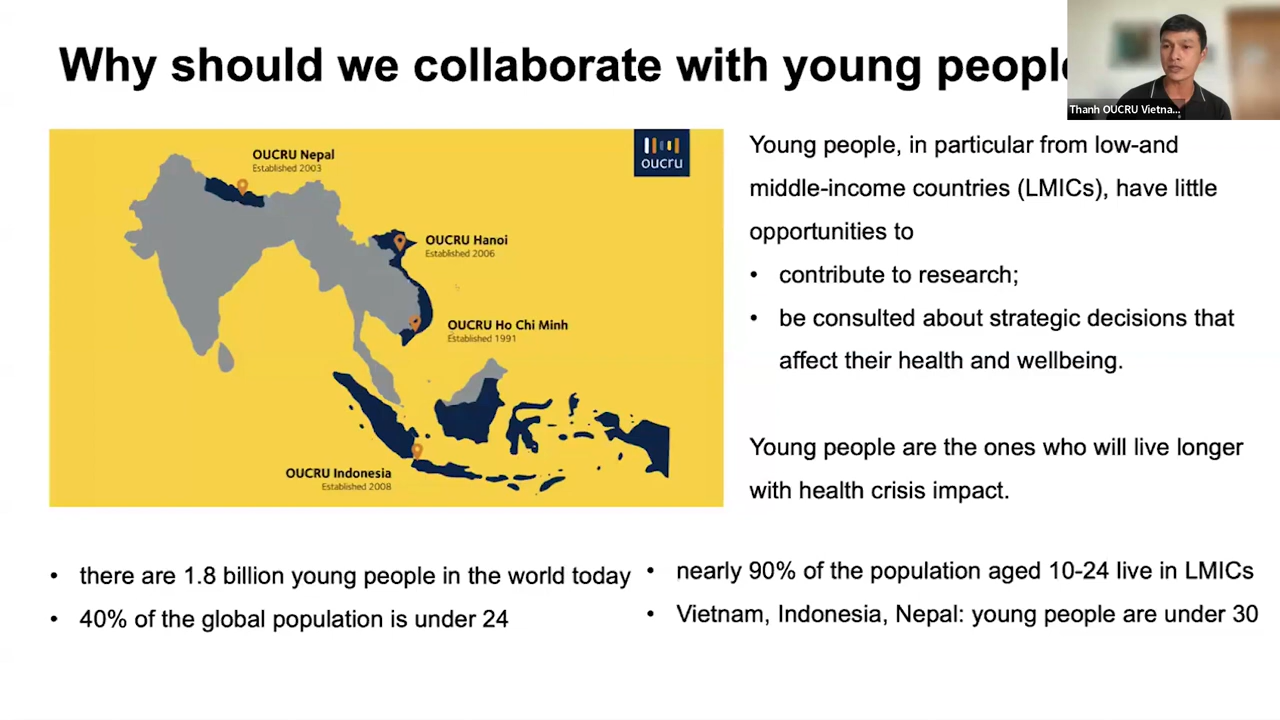 Why should we collaborate with young people
Thanh OUCRU Vietna...
OUCRU Nepal
Established 2003
oucru
OUCRU Hanoi
Established 2006
OUCRU Ho Chi Minh
Established 1991
OUCRU Indonesia
Established 2008
Young people, in particular from low-and
middle-income countries (LMICs), have little
opportunities to
• contribute to research;
• be consulted about strategic decisions that
affect their health and wellbeing.
Young people are the ones who will live longer
with health crisis impact.
• there are 1.8 billion young people in the world today
• 40% of the global population is under 24
• nearly 90% of the population aged 10-24 live in LMICs
• Vietnam, Indonesia, Nepal: young people are under 30